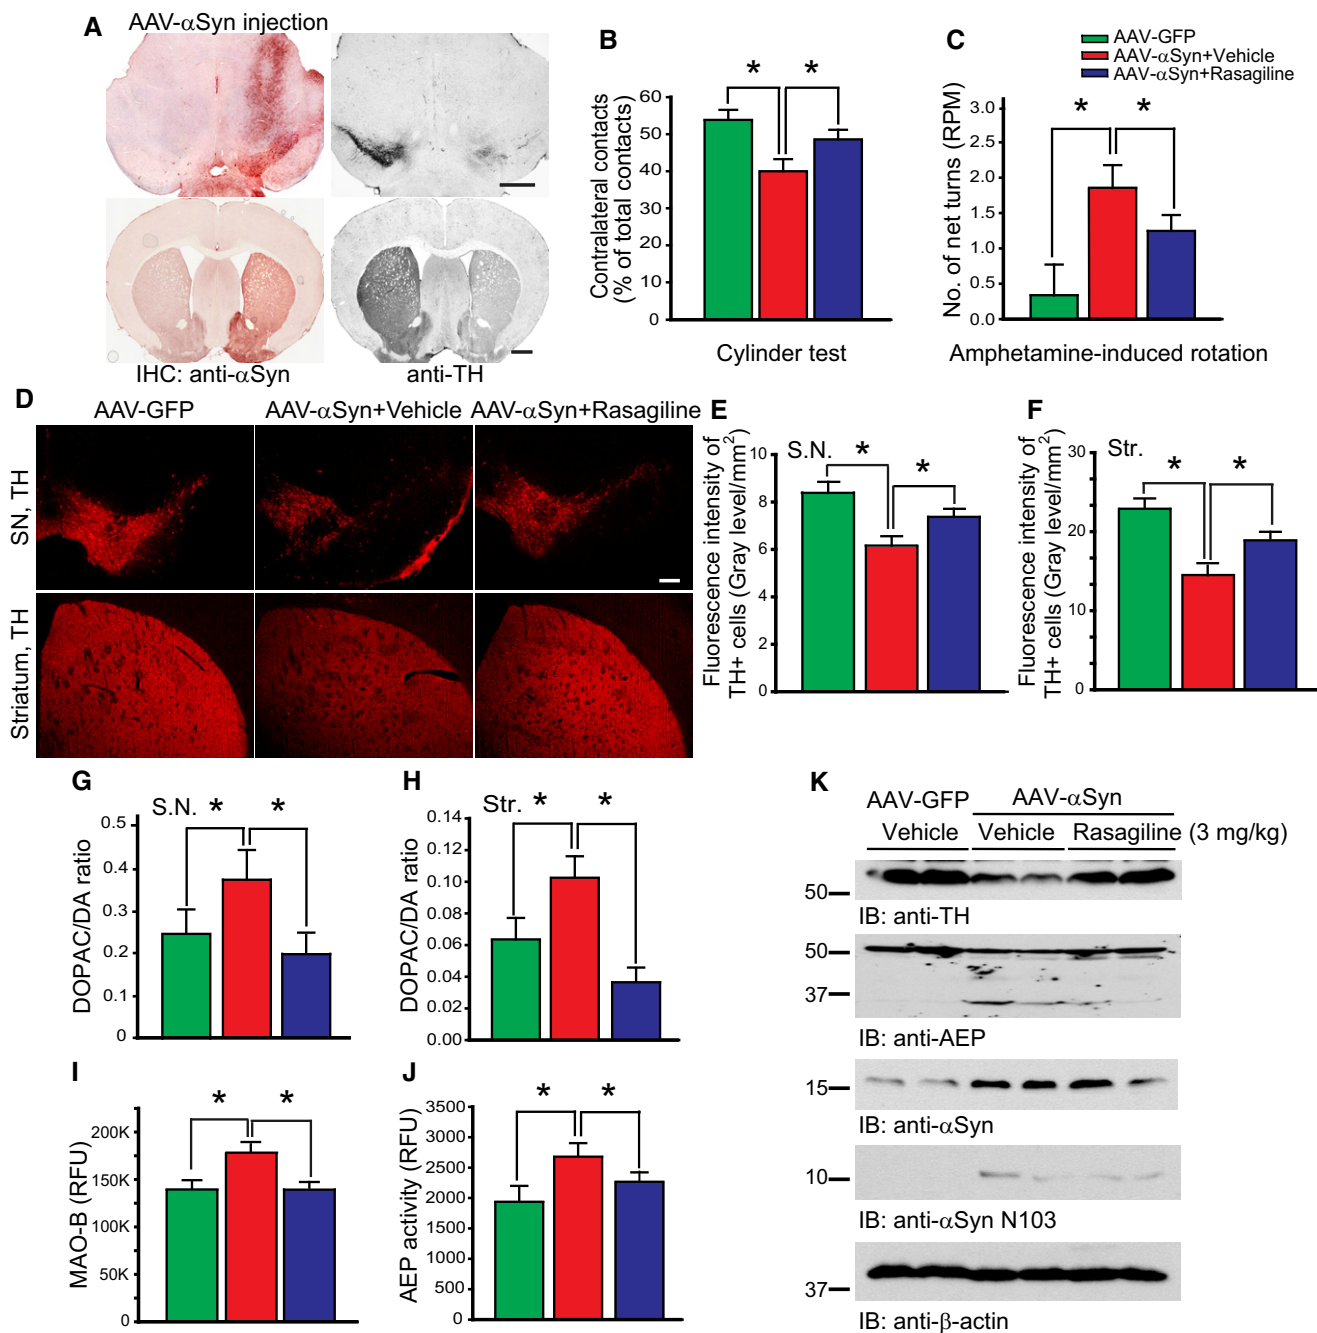 A
AAV-αSyn injection
IHC: anti-αSyn
anti-TH
B
Contralateral contacts
(% of total contacts)
60
50
40
30
20
10
0
* *
Cylinder test
C
AAV-GFP
AAV-αSyn+Vehicle
AAV-αSyn+Rasagiline
No. of net turns (RPM)
3.0
2.0
1.5
1.0
0.5
0.0
* *
Amphetamine-induced rotation
D
AAV-GFP
AAV-αSyn+Vehicle
AAV-αSyn+Rasagiline
SN, TH
Striatum, TH
E
S.N.
Fluorescence intensity of
TH+ cells (Gray level/mm²)
10
8
6
4
2
0
* *
F
Str.
Fluorescence intensity of
TH+ cells (Gray level/mm²)
30
20
10
0
* *
G
S.N.
DOPAC/DA ratio
0.5
0.4
0.3
0.2
0.1
0
* *
H
Str.
DOPAC/DA ratio
0.14
0.12
0.10
0.08
0.06
0.04
0.02
0.00
* *
I
MAO-B (RFU)
200K
150K
100K
50K
0
* *
J
AEP activity (RFU)
3500
3000
2500
2000
1500
1000
500
0
* *
K
AAV-GFP AAV-αSyn
Vehicle Vehicle Rasagiline (3 mg/kg)
50
IB: anti-TH
50
37
IB: anti-AEP
15
IB: anti-αSyn
10
IB: anti-αSyn N103
37
IB: anti-β-actin